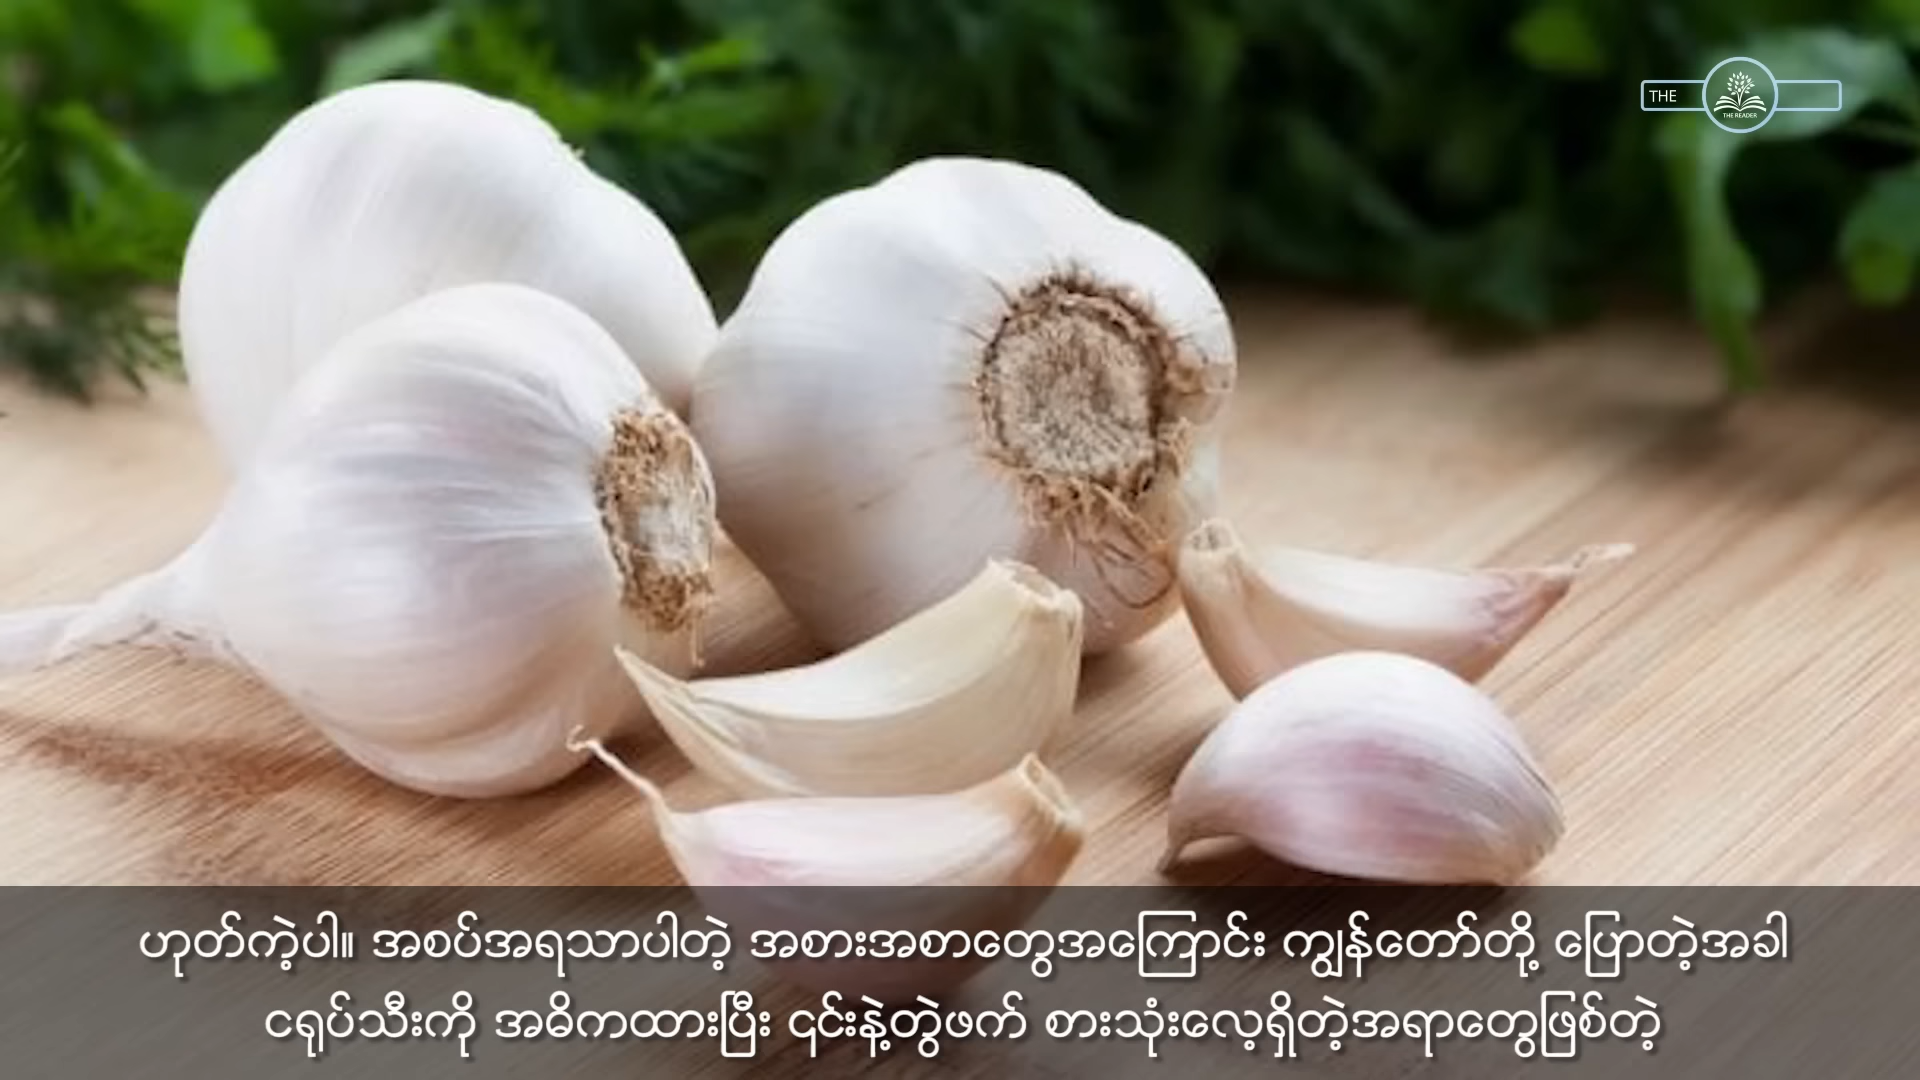 THE
THE READER
ဟုတ်ကဲ့ပါ။ အစပ်အရသာပါတဲ့ အစားအစာတွေအကြောင်း ကျွန်တော်တို့ ပြောတဲ့အခါ
ငရုပ်သီးကို အဓိကထားပြီး ၎င်းနဲ့တွဲဖက် စားသုံးလေ့ရှိတဲ့အရာတွေဖြစ်တဲ့